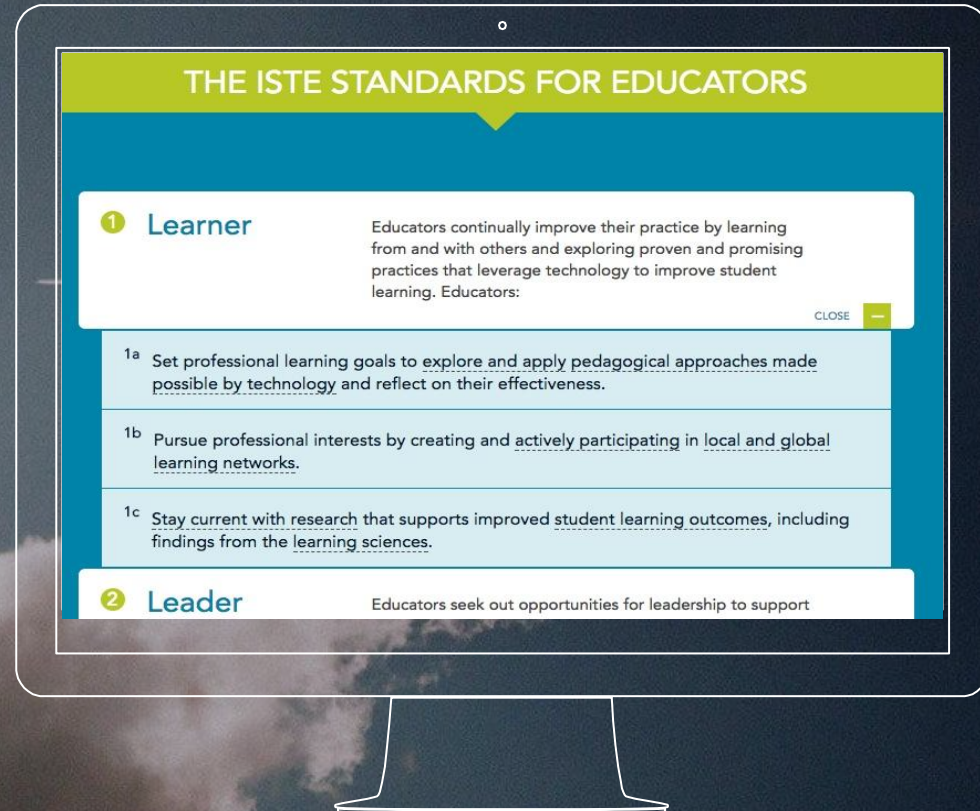 THE ISTE STANDARDS FOR EDUCATORS
1 Learner
Educators continually improve their practice by learning
from and with others and exploring proven and promising
practices that leverage technology to improve student
learning. Educators:
CLOSE
1a Set professional learning goals to explore and apply pedagogical approaches made
possible by technology and reflect on their effectiveness.
1b Pursue professional interests by creating and actively participating in local and global
learning networks.
1c Stay current with research that supports improved student learning outcomes, including
findings from the learning sciences.
2 Leader
Educators seek out opportunities for leadership to support